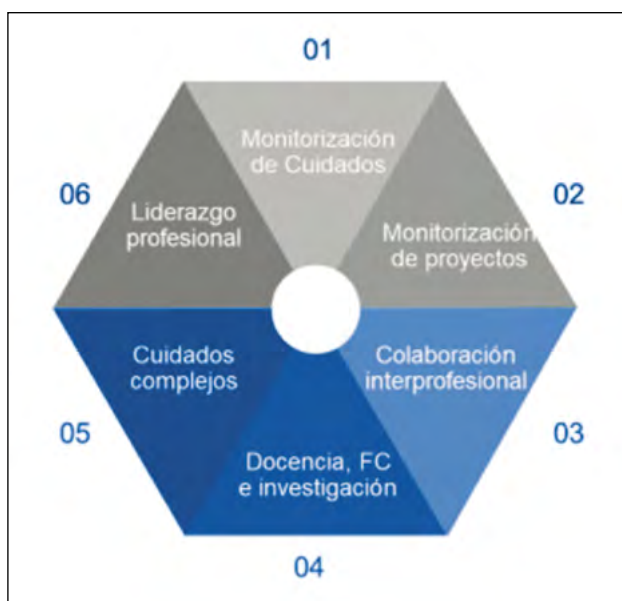 01
Monitorización
de Cuidados
02
Monitorización
de proyectos
03
Colaboración
interprofesional
04
Docencia, FC
e investigación
05
Cuidados
complejos
06
Liderazgo
profesional